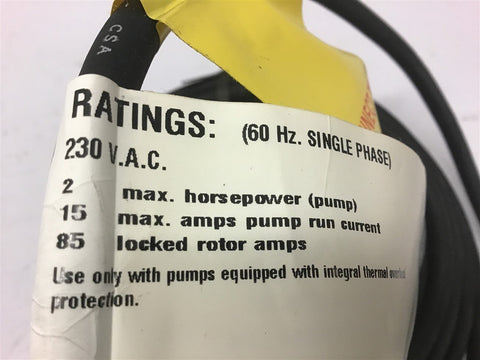 CSA
RATINGS: (60 Hz. SINGLE PHASE)
230 V.A.C.
2 max. horsepower (pump)
15 max. amps pump run current
85 locked rotor amps
Use only with pumps equipped with integral thermal overload
protection.